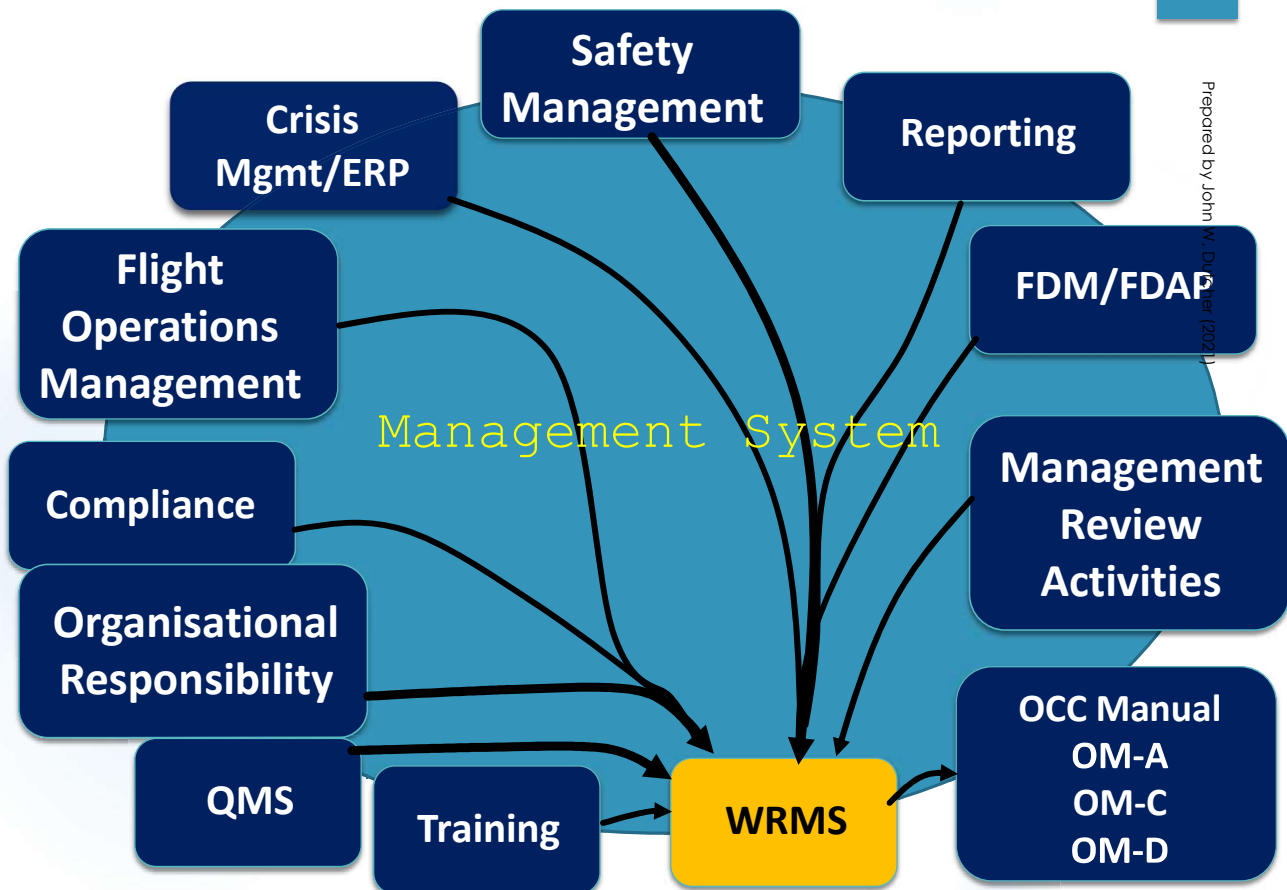 Safety
Management
Crisis
Mgmt/ERP
Reporting
Flight
Operations
Management
FDM/FDAP
Management System
Compliance
Management
Review
Activities
Organisational
Responsibility
OCC Manual
OM-A
OM-C
OM-D
QMS
Training
WRMS
Prepared by John W. Dutcher (2021)